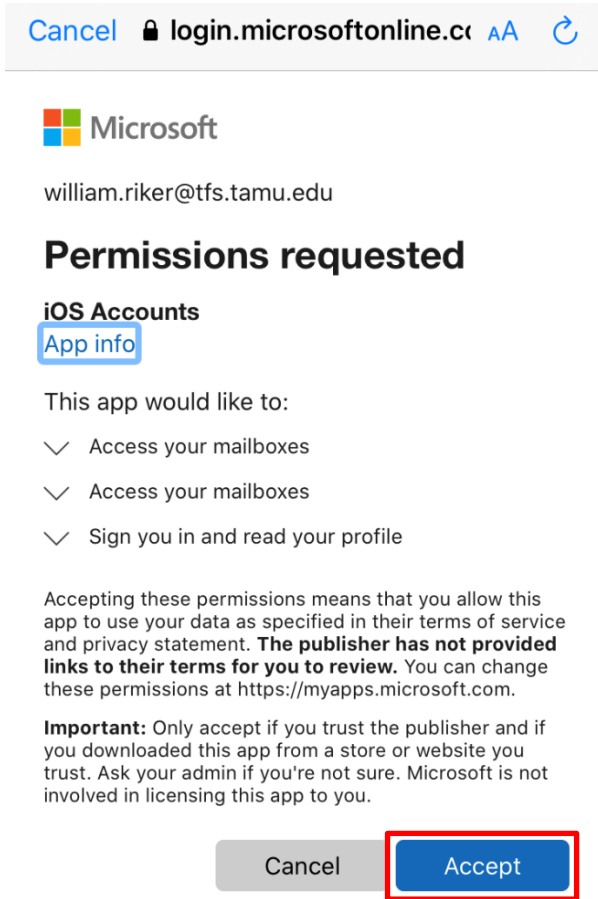 Cancel login.microsoftonline.co AA
Microsoft
william.riker@tfs.tamu.edu
Permissions requested
iOS Accounts
App info
This app would like to:
Access your mailboxes
Access your mailboxes
Sign you in and read your profile
Accepting these permissions means that you allow this
app to use your data as specified in their terms of service
and privacy statement. The publisher has not provided
links to their terms for you to review. You can change
these permissions at https://myapps.microsoft.com.
Important: Only accept if you trust the publisher and if
you downloaded this app from a store or website you
trust. Ask your admin if you're not sure. Microsoft is not
involved in licensing this app to you.
Cancel Accept